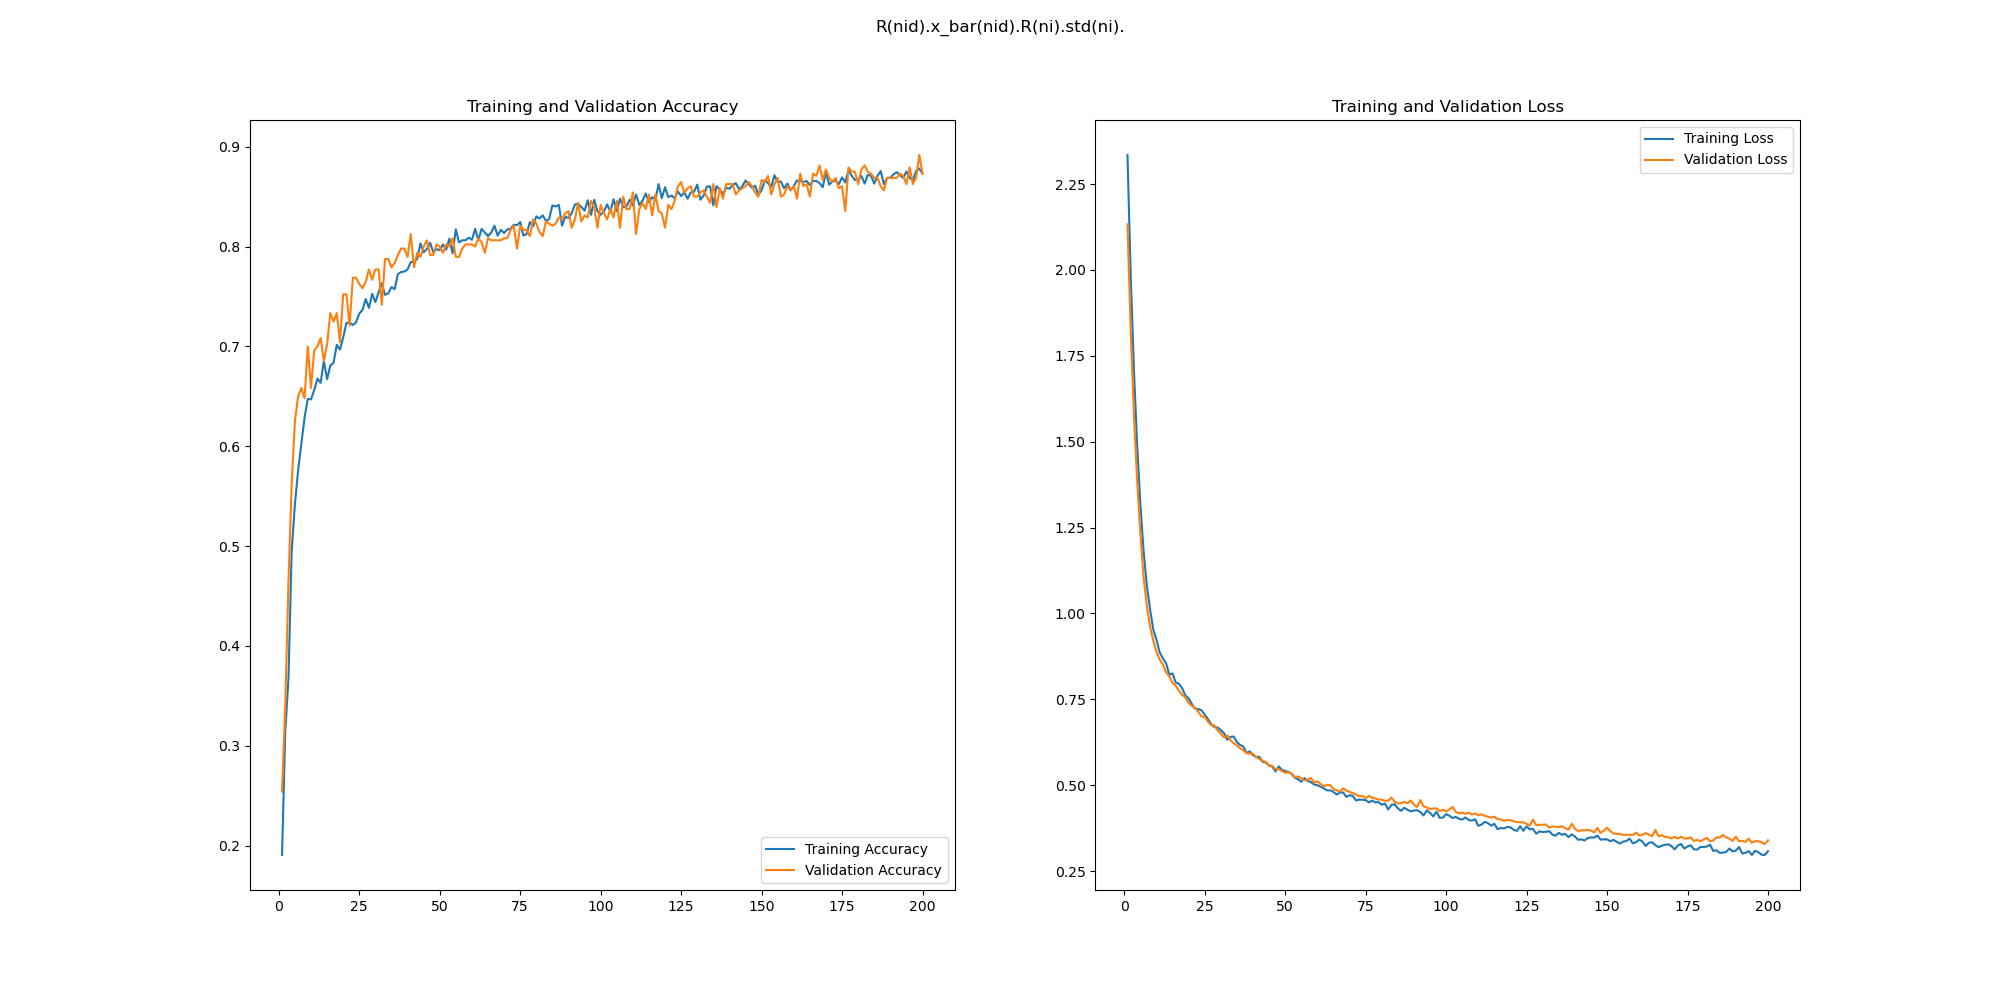 R(nid).x_bar(nid).R(ni).std(ni).
Training and Validation Accuracy
0.9
0.8
0.7
0.6
0.5
0.4
0.3
0.2
0 25 50 75 100 125 150 175 200
Training Accuracy
Validation Accuracy
Training and Validation Loss
Training Loss
Validation Loss
2.25
2.00
1.75
1.50
1.25
1.00
0.75
0.50
0.25
0 25 50 75 100 125 150 175 200